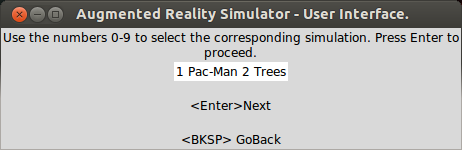 Augmented Reality Simulator - User Interface.
Use the numbers 0-9 to select the corresponding simulation. Press Enter to
proceed.
1 Pac-Man 2 Trees
<Enter>Next
<BKSP> GoBack